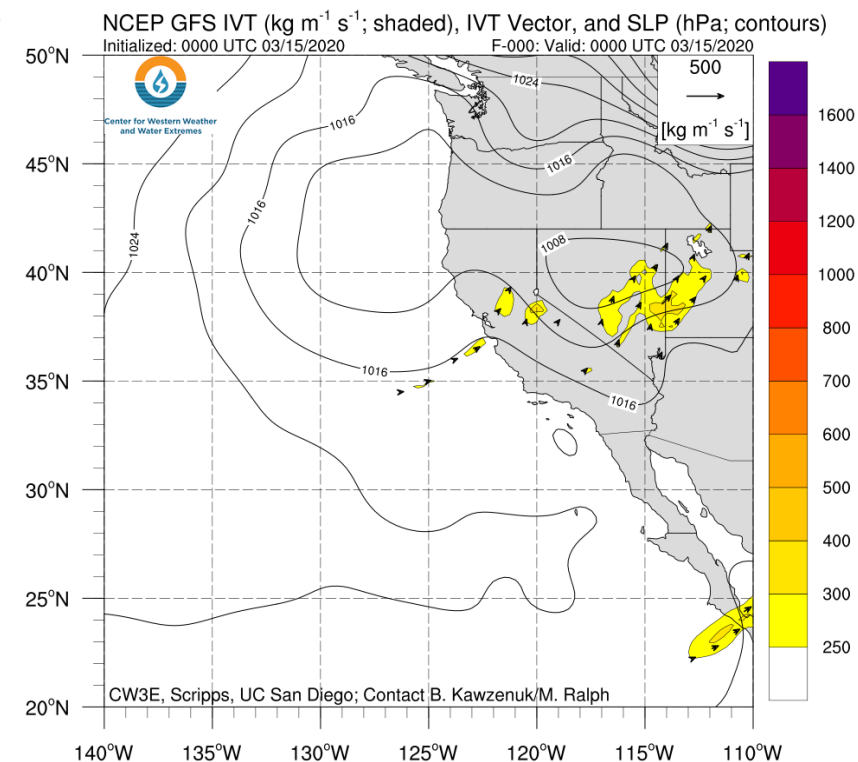 NCEP GFS IVT (kg m⁻¹ s⁻¹; shaded), IVT Vector, and SLP (hPa; contours)
Initialized: 0000 UTC 03/15/2020
F-000: Valid: 0000 UTC 03/15/2020
Center for Western Weather
and Water Extremes
500
[kg m⁻¹ s⁻¹]
50°N
45°N
40°N
35°N
30°N
25°N
20°N
1024
1016
1016
1016
1024
1008
1016
1016
1600
1400
1200
1000
800
700
600
500
400
300
250
CW3E, Scripps, UC San Diego; Contact B. Kawzenuk/M. Ralph
140°W
135°W
130°W
125°W
120°W
115°W
110°W